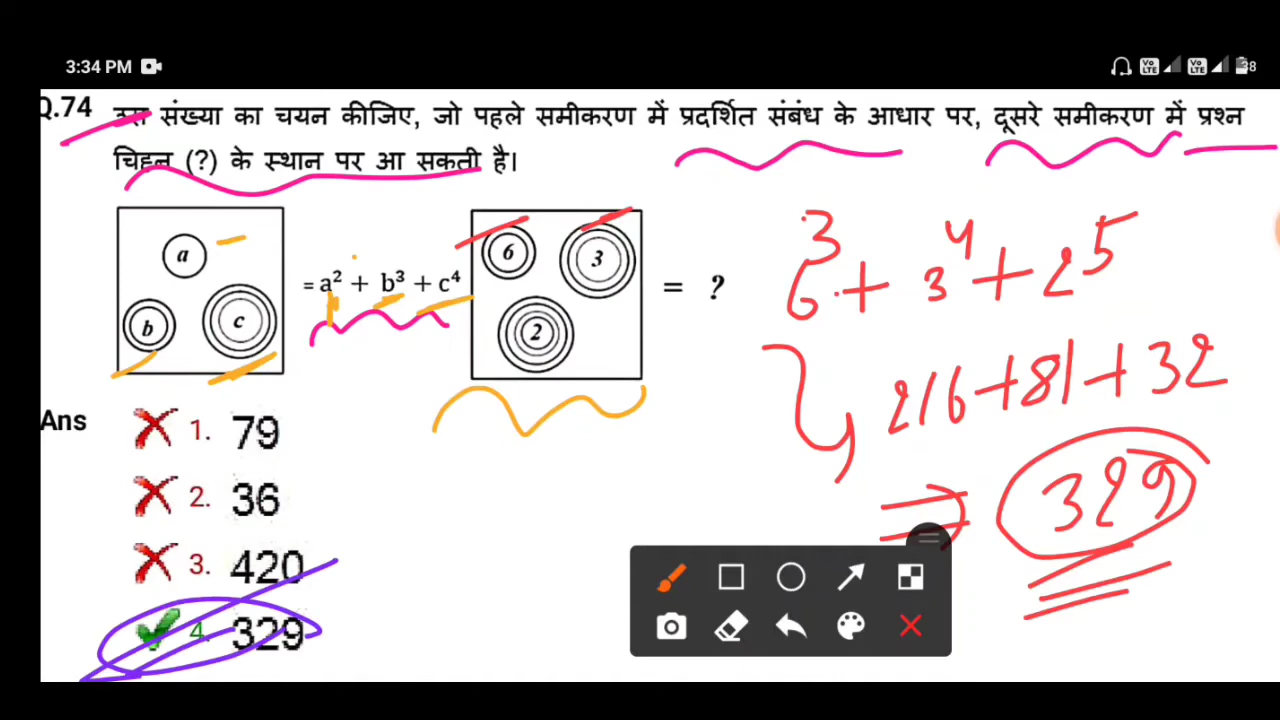 3:34 PM
38
Q.74 उस संख्या का चयन कीजिए, जो पहले समीकरण में प्रदर्शित संबंध के आधार पर, दूसरे समीकरण में प्रश्न
चिह्न (?) के स्थान पर आ सकती है।
a
b
c
= a² + b³ + c⁴
6
3
2
= ?
6³ + 3⁴ + 2⁵
216 + 81 + 32
⇒ 329
Ans
1. 79
2. 36
3. 420
4. 329